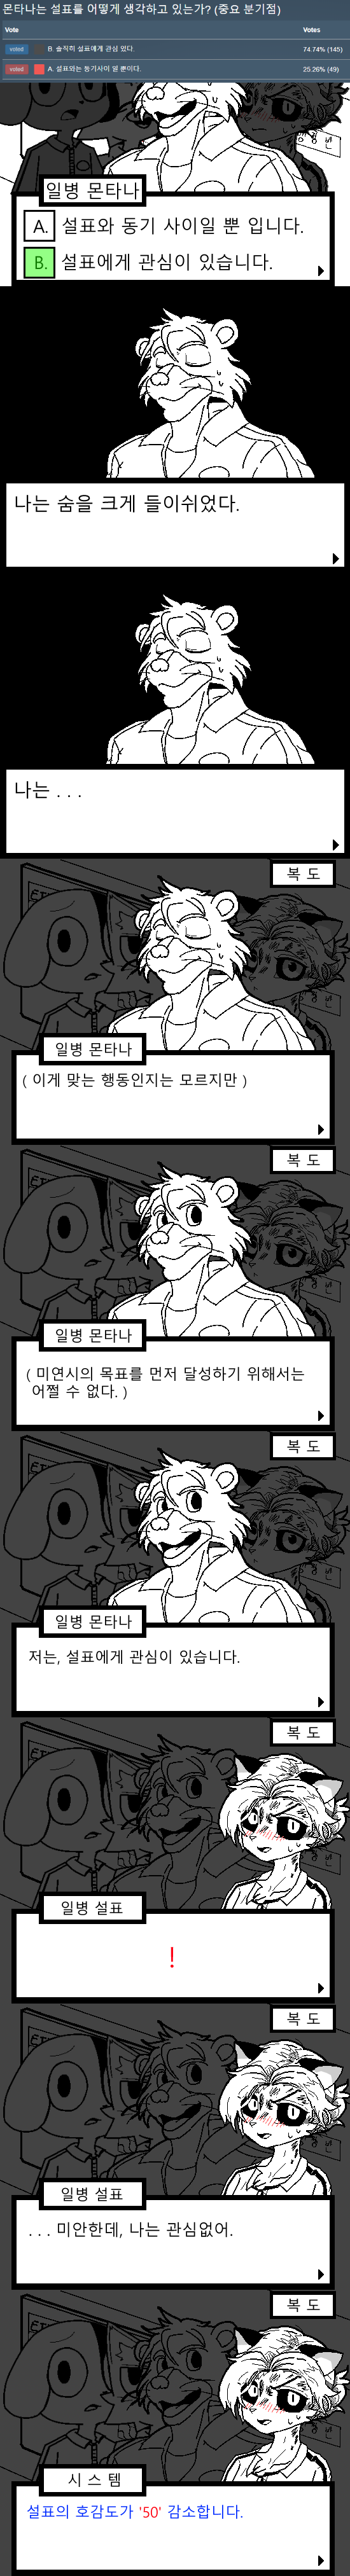 몬타나는 설표를 어떻게 생각하고 있는가? (중요 분기점)
Vote Votes
voted B. 솔직히 설표에게 관심 있다. 74.74% (145)
voted A. 설표와는 동기사이 일 뿐이다. 25.26% (49)
일병 몬타나
A. 설표와 동기 사이일 뿐 입니다.
B. 설표에게 관심이 있습니다.
나는 숨을 크게 들이쉬었다.
나는 . . .
복 도
일병 몬타나
( 이게 맞는 행동인지는 모르지만 )
복 도
일병 몬타나
( 미연시의 목표를 먼저 달성하기 위해서는
어쩔 수 없다. )
복 도
일병 몬타나
저는, 설표에게 관심이 있습니다.
복 도
일병 설표
!
복 도
일병 설표
. . . 미안한데, 나는 관심없어.
복 도
시 스 템
설표의 호감도가 '50' 감소합니다.